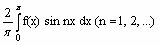 2/π ∫₀^π f(x) sin nx dx (n = 1, 2, ...)